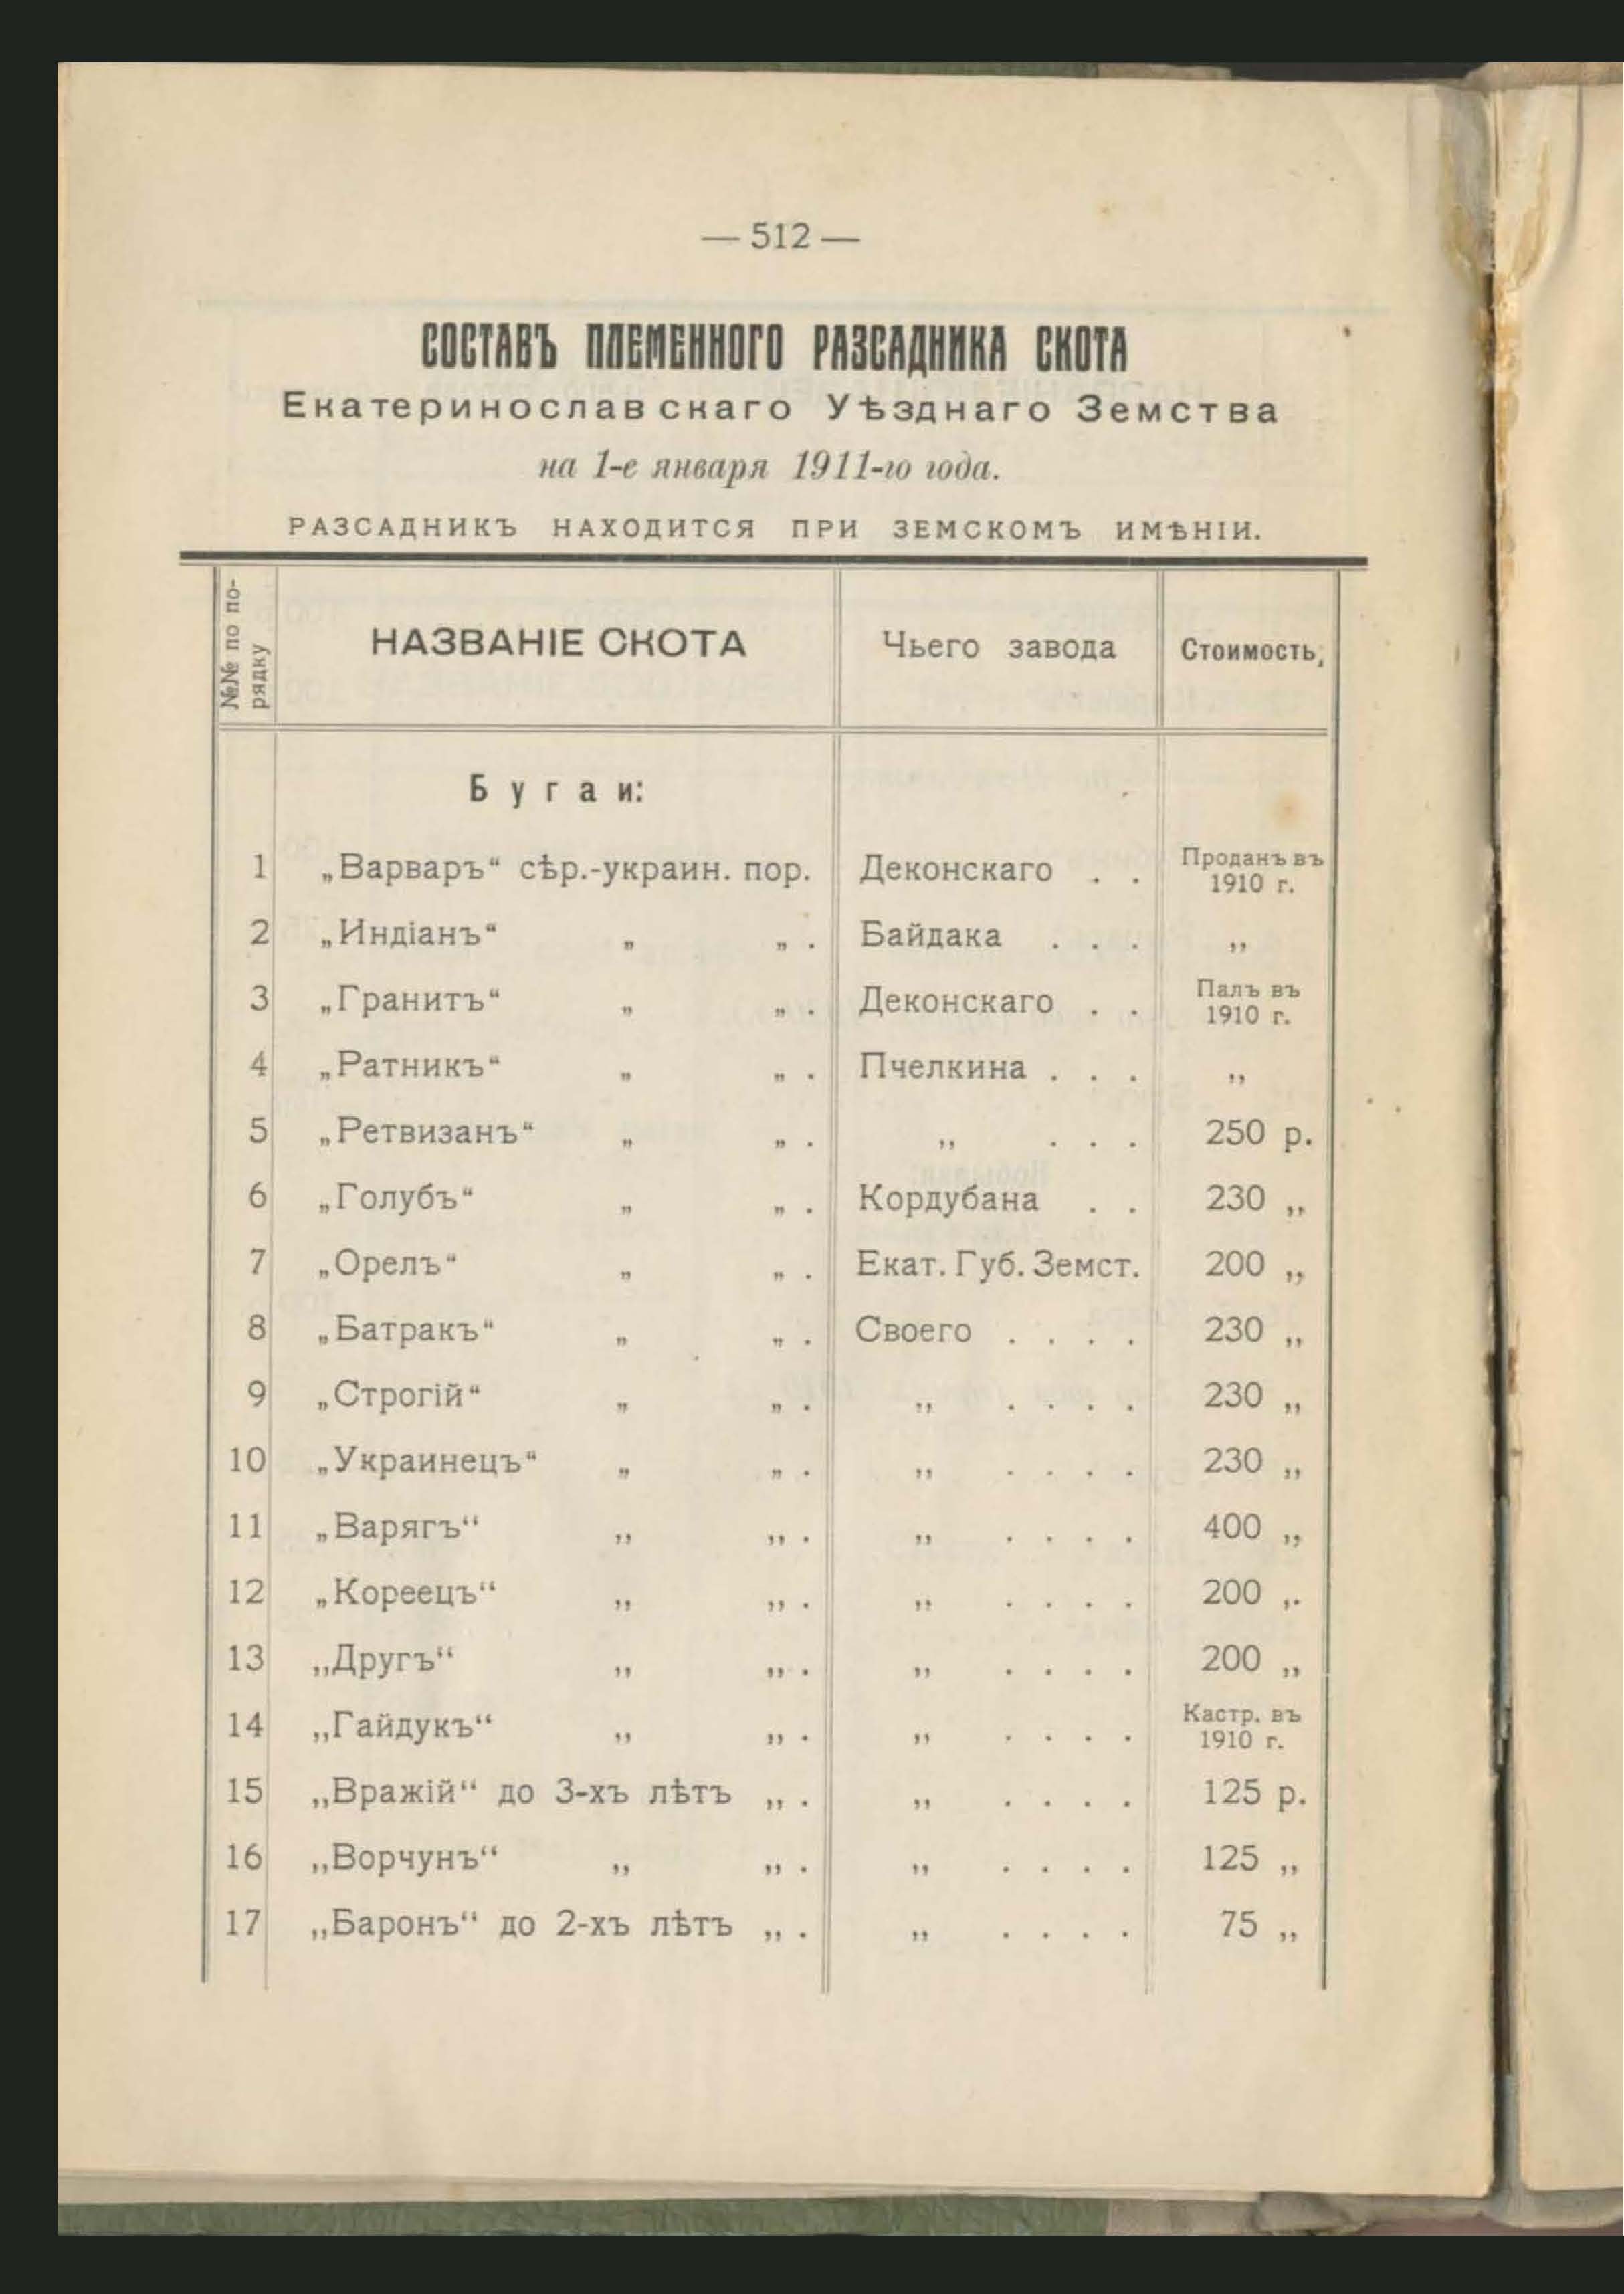 — 512 —
СОСТАВЪ ПЛЕМЕННОГО РАЗСАДНИКА СКОТА
Екатеринославскаго Уѣзднаго Земства
на 1-е января 1911-го года.
РАЗСАДНИКЪ НАХОДИТСЯ ПРИ ЗЕМСКОМЪ ИМѢНІИ.
№№ по по-
рядку
НАЗВАНІЕ СКОТА Чьего завода Стоимость,
Бугаи:
1 „Варваръ“ сѣр.-украин. пор. Деконскаго . . Проданъ въ 1910 г.
2 „Индіанъ“ „ „ . Байдака . . . „
3 „Гранитъ“ „ „ . Деконскаго . . Палъ въ 1910 г.
4 „Ратникъ“ „ „ . Пчелкина . . . „
5 „Ретвизанъ“ „ „ . „ . . . 250 р.
6 „Голубъ“ „ „ . Кордубана . . 230 „
7 „Орелъ“ „ „ . Екат. Губ. Земст. 200 „
8 „Батракъ“ „ „ . Своего . . . . 230 „
9 „Строгій“ „ „ . „ . . . . 230 „
10 „Украинецъ“ „ „ . „ . . . . 230 „
11 „Варягъ“ „ „ . „ . . . . 400 „
12 „Кореецъ“ „ „ . „ . . . . 200 „
13 „Другъ“ „ „ . „ . . . . 200 „
14 „Гайдукъ“ „ „ . „ . . . . Кастр. въ 1910 г.
15 „Вражій“ до 3-хъ лѣтъ „ . „ . . . . 125 р.
16 „Ворчунъ“ „ „ . „ . . . . 125 „
17 „Баронъ“ до 2-хъ лѣтъ „ . „ . . . . 75 „